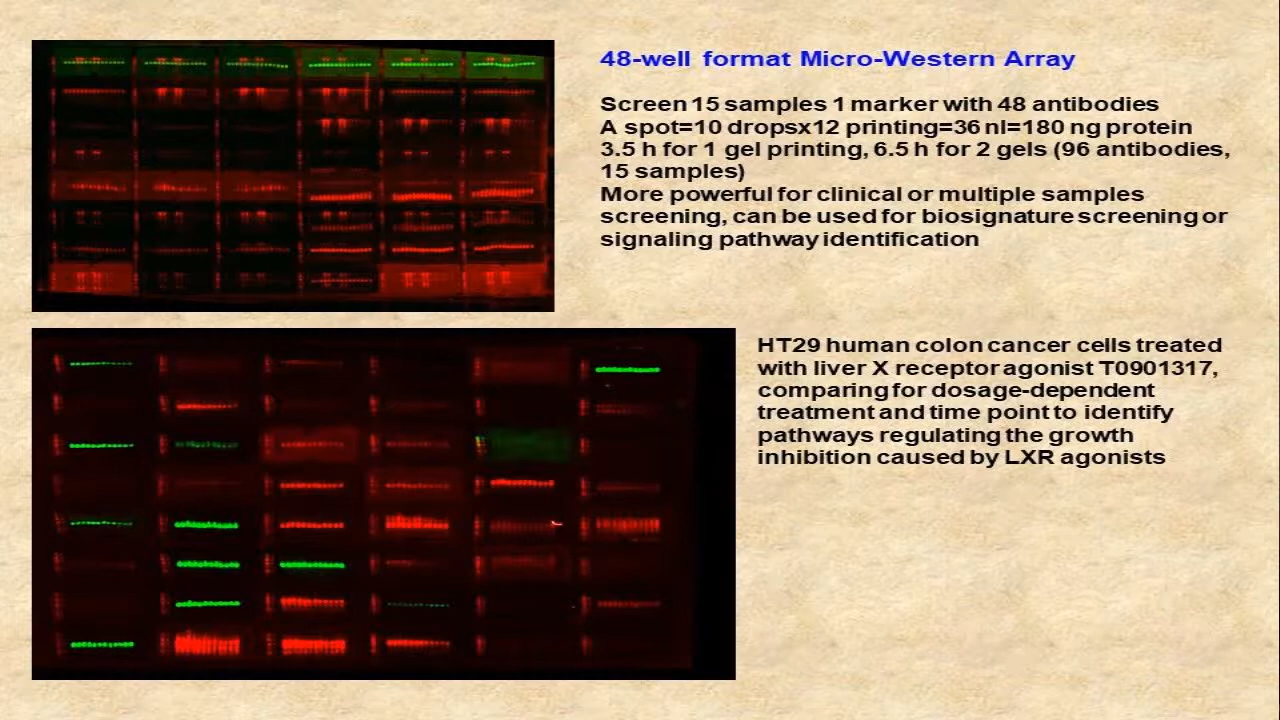 48-well format Micro-Western Array
Screen 15 samples 1 marker with 48 antibodies
A spot=10 dropsx12 printing=36 nl=180 ng protein
3.5 h for 1 gel printing, 6.5 h for 2 gels (96 antibodies,
15 samples)
More powerful for clinical or multiple samples
screening, can be used for biosignature screening or
signaling pathway identification
HT29 human colon cancer cells treated
with liver X receptor agonist T0901317,
comparing for dosage-dependent
treatment and time point to identify
pathways regulating the growth
inhibition caused by LXR agonists